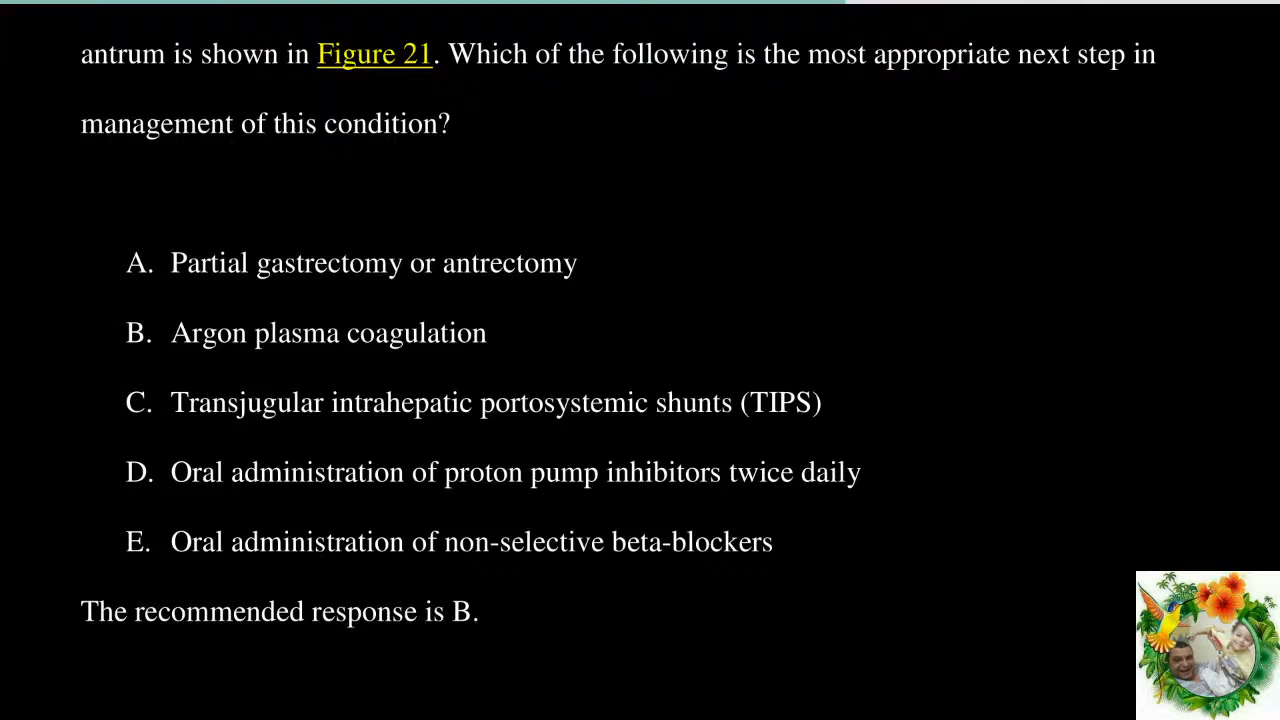 antrum is shown in Figure 21. Which of the following is the most appropriate next step in
management of this condition?
A. Partial gastrectomy or antrectomy
B. Argon plasma coagulation
C. Transjugular intrahepatic portosystemic shunts (TIPS)
D. Oral administration of proton pump inhibitors twice daily
E. Oral administration of non-selective beta-blockers
The recommended response is B.